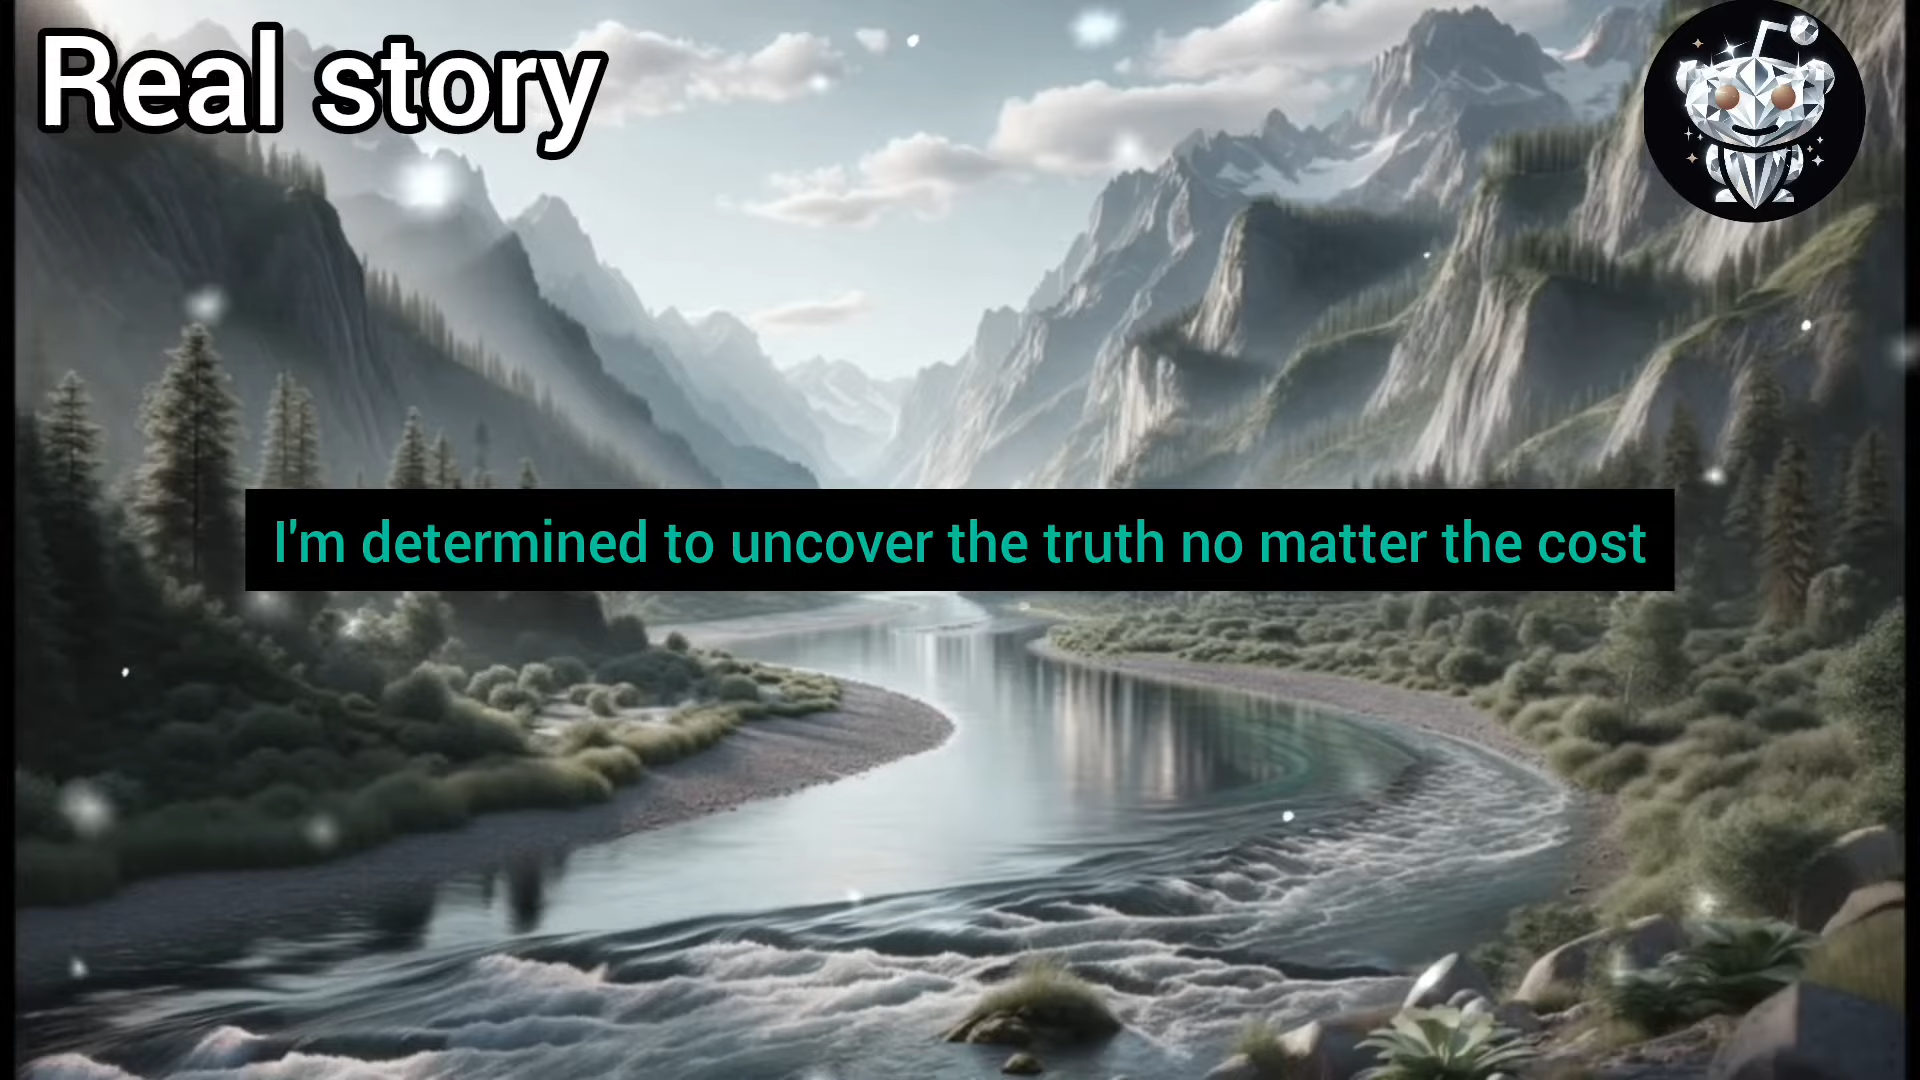 Real story
I'm determined to uncover the truth no matter the cost